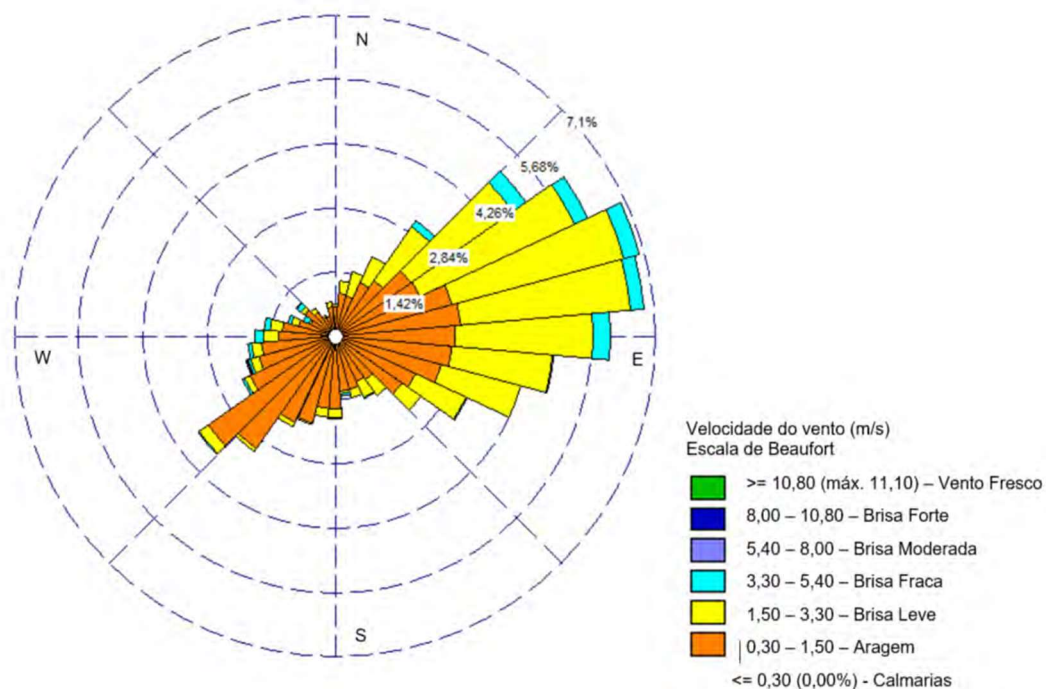 N
7,1%
5,68%
4,26%
2,84%
1,42%
W
E
S
Velocidade do vento (m/s)
Escala de Beaufort
>= 10,80 (máx. 11,10) – Vento Fresco
8,00 – 10,80 – Brisa Forte
5,40 – 8,00 – Brisa Moderada
3,30 – 5,40 – Brisa Fraca
1,50 – 3,30 – Brisa Leve
0,30 – 1,50 – Aragem
<= 0,30 (0,00%) - Calmarias